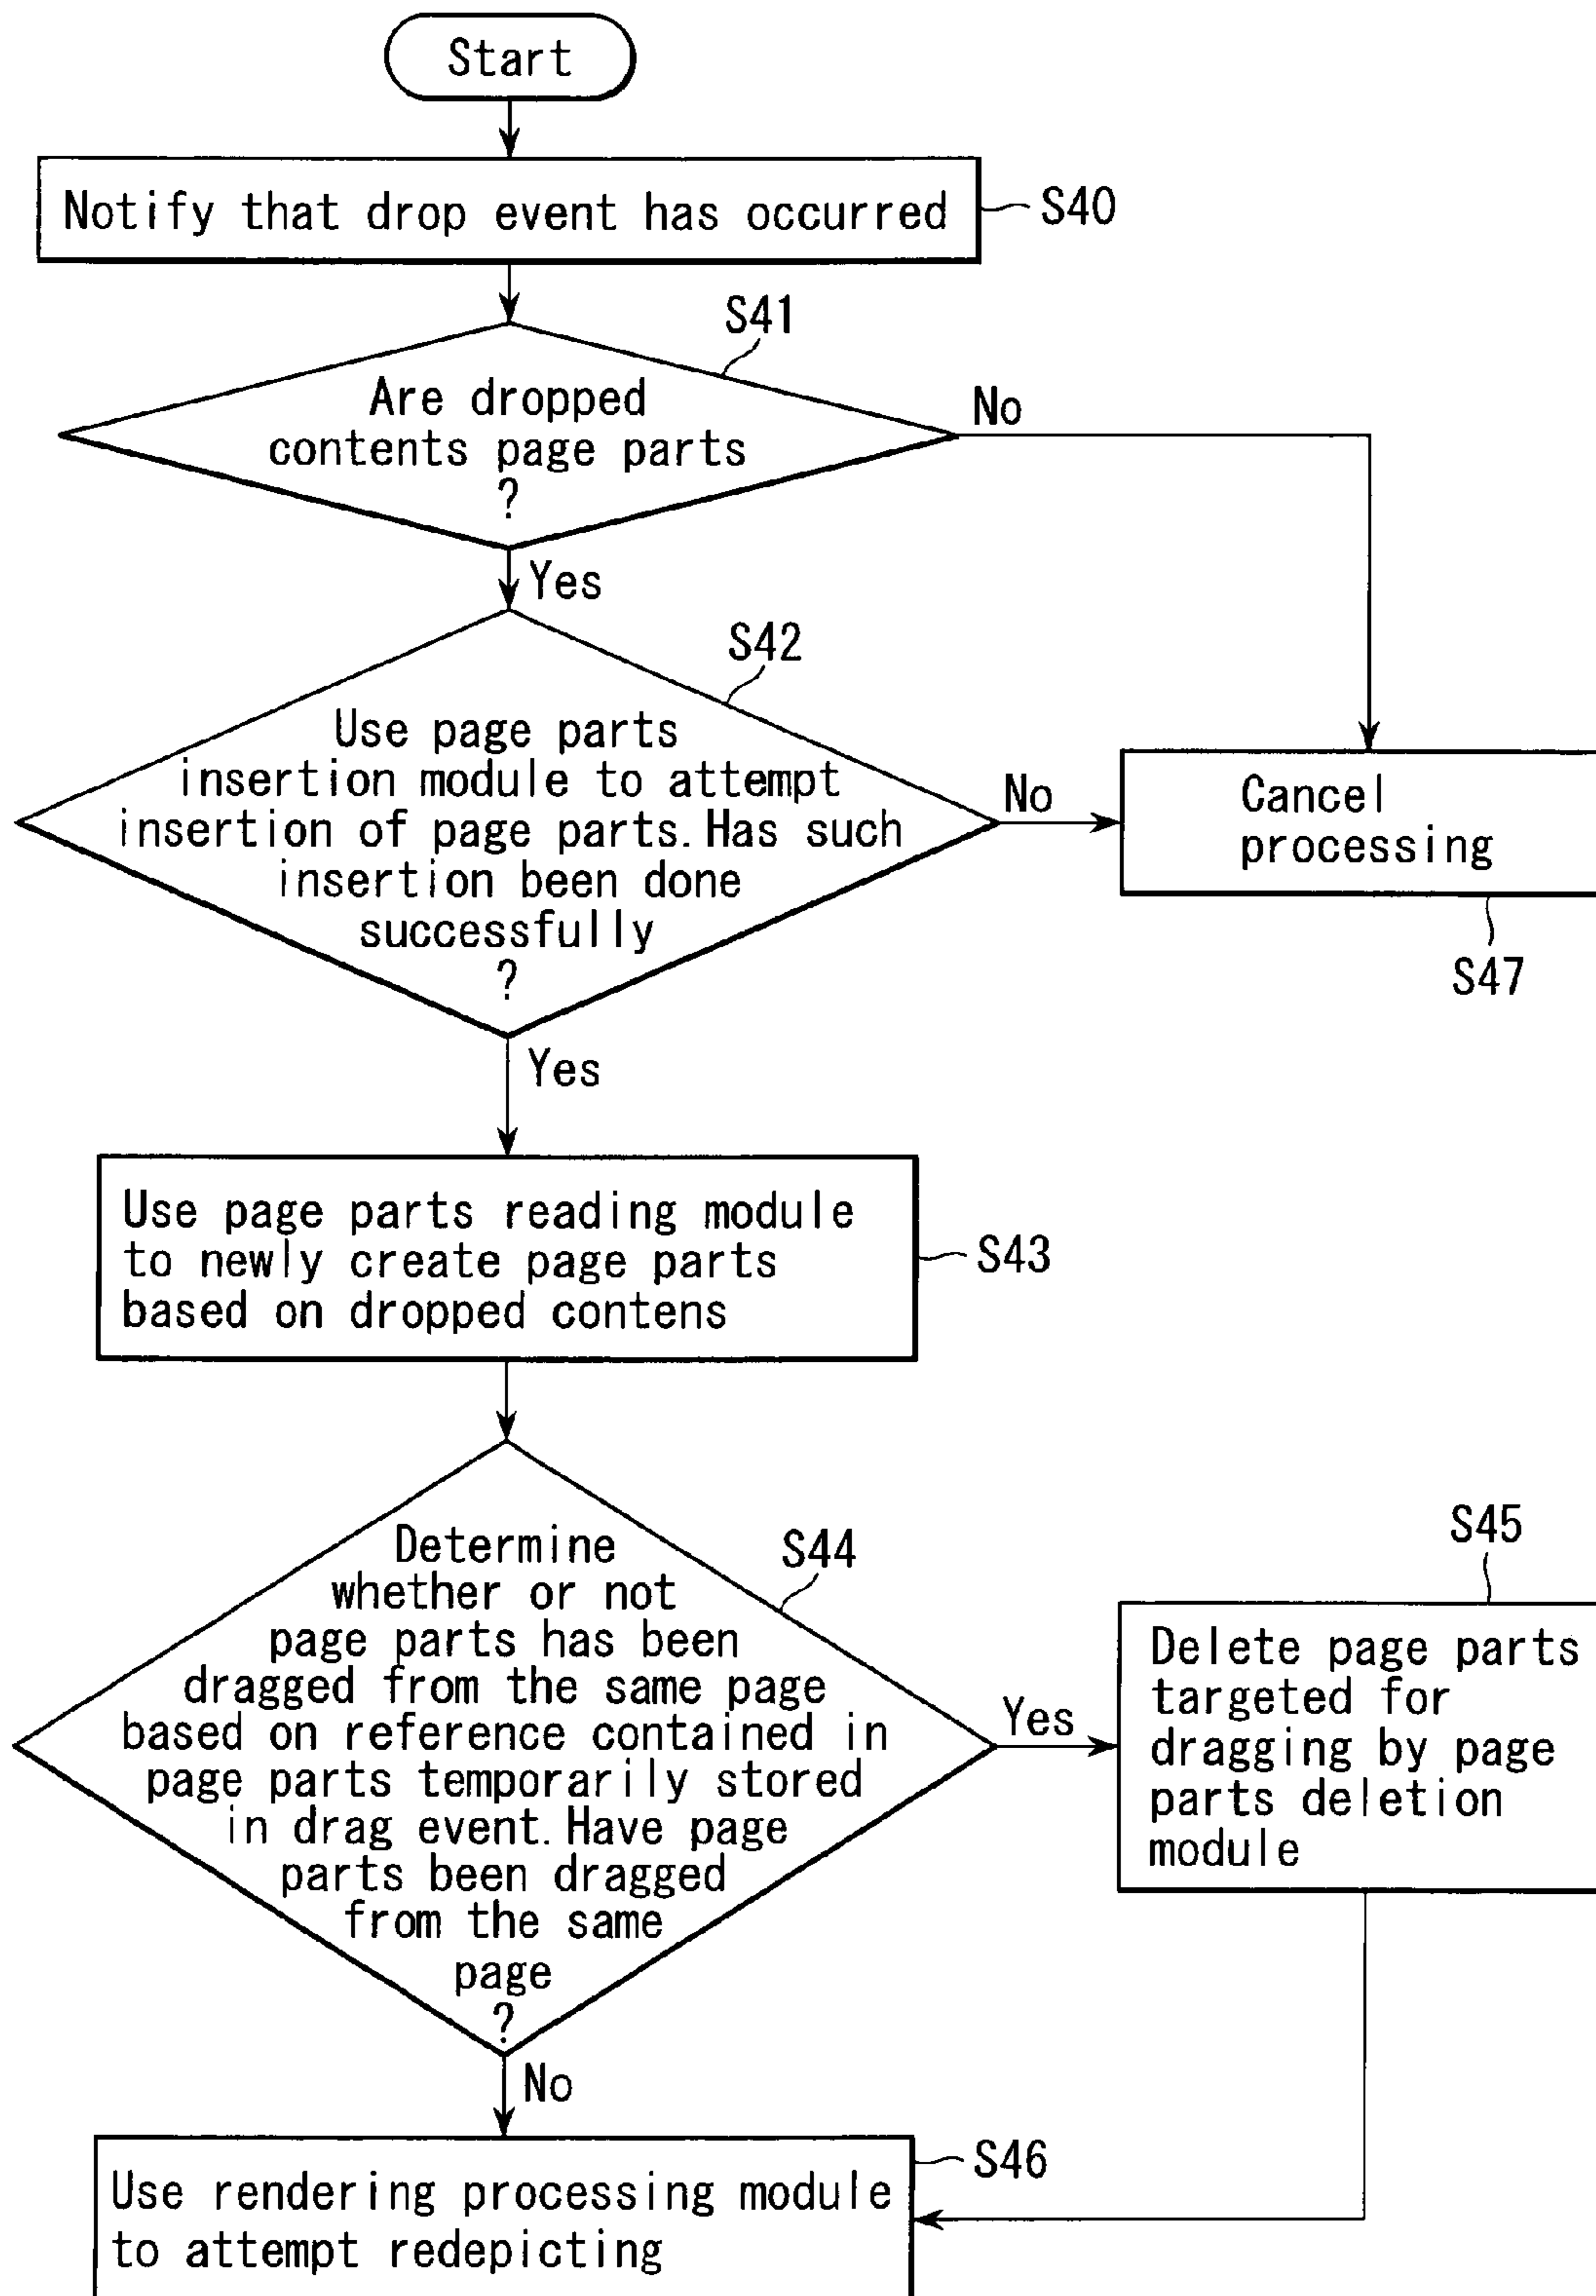 Start
Notify that drop event has occurred
S40
S41
Are dropped
contents page parts
?
No
Yes
S42
Use page parts
insertion module to attempt
insertion of page parts. Has such
insertion been done
successfully
?
No
Cancel
processing
S47
Yes
Use page parts reading module
to newly create page parts
based on dropped contens
S43
S44
Determine
whether or not
page parts has been
dragged from the same page
based on reference contained in
page parts temporarily stored
in drag event. Have page
parts been dragged
from the same
page
?
Yes
S45
Delete page parts
targeted for
dragging by page
parts deletion
module
No
S46
Use rendering processing module
to attempt redepicting